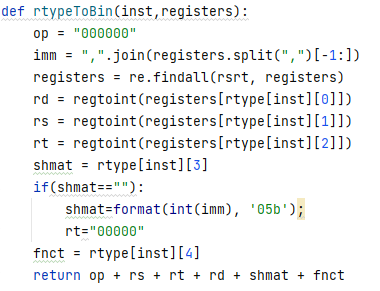 def rtypeToBin(inst,registers):
    op = "000000"
    imm = ",".join(registers.split(",")[-1:])
    registers = re.findall(rsrt, registers)
    rd = regtoint(registers[rtype[inst][0]])
    rs = regtoint(registers[rtype[inst][1]])
    rt = regtoint(registers[rtype[inst][2]])
    shmat = rtype[inst][3]
    if(shmat==""):
        shmat=format(int(imm), '05b');
        rt="00000"
    fnct = rtype[inst][4]
    return op + rs + rt + rd + shmat + fnct